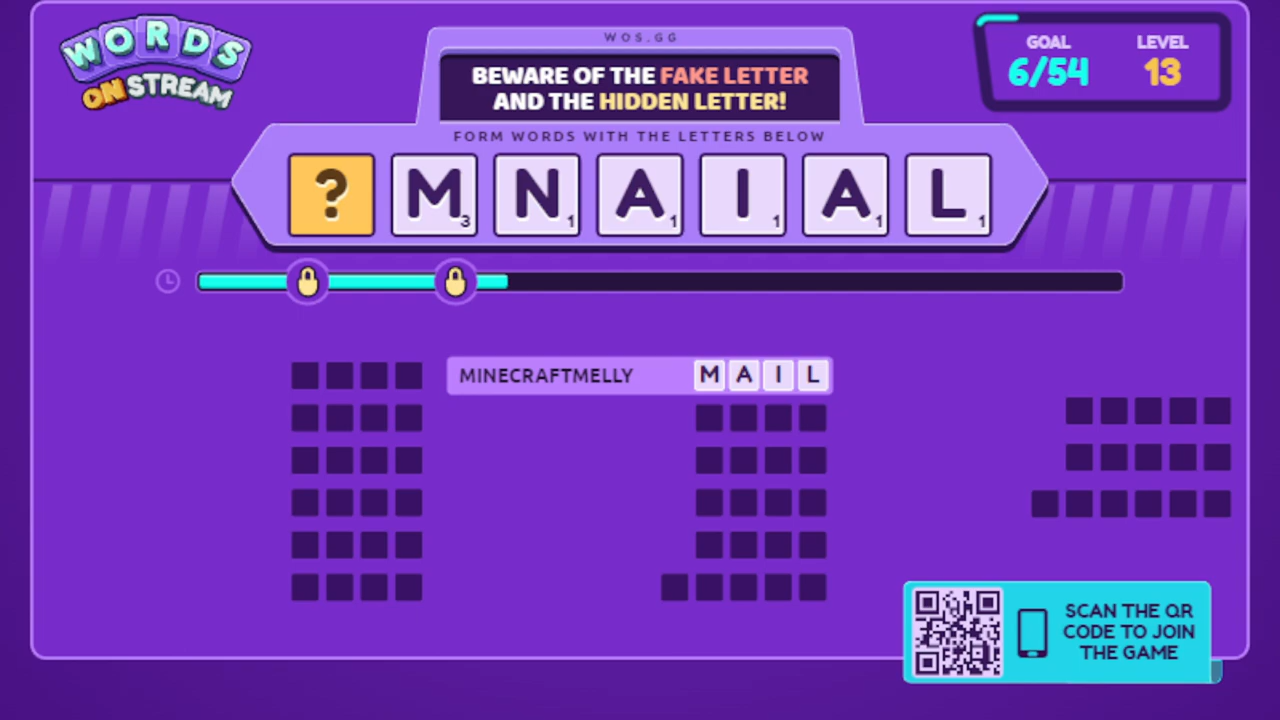 WORDS
ON STREAM
WOS.GG
BEWARE OF THE FAKE LETTER
AND THE HIDDEN LETTER!
GOAL
6/54
LEVEL
13
FORM WORDS WITH THE LETTERS BELOW
? M3 N1 A1 I1 A1 L1
MINECRAFTMELLY MAIL
SCAN THE QR
CODE TO JOIN
THE GAME